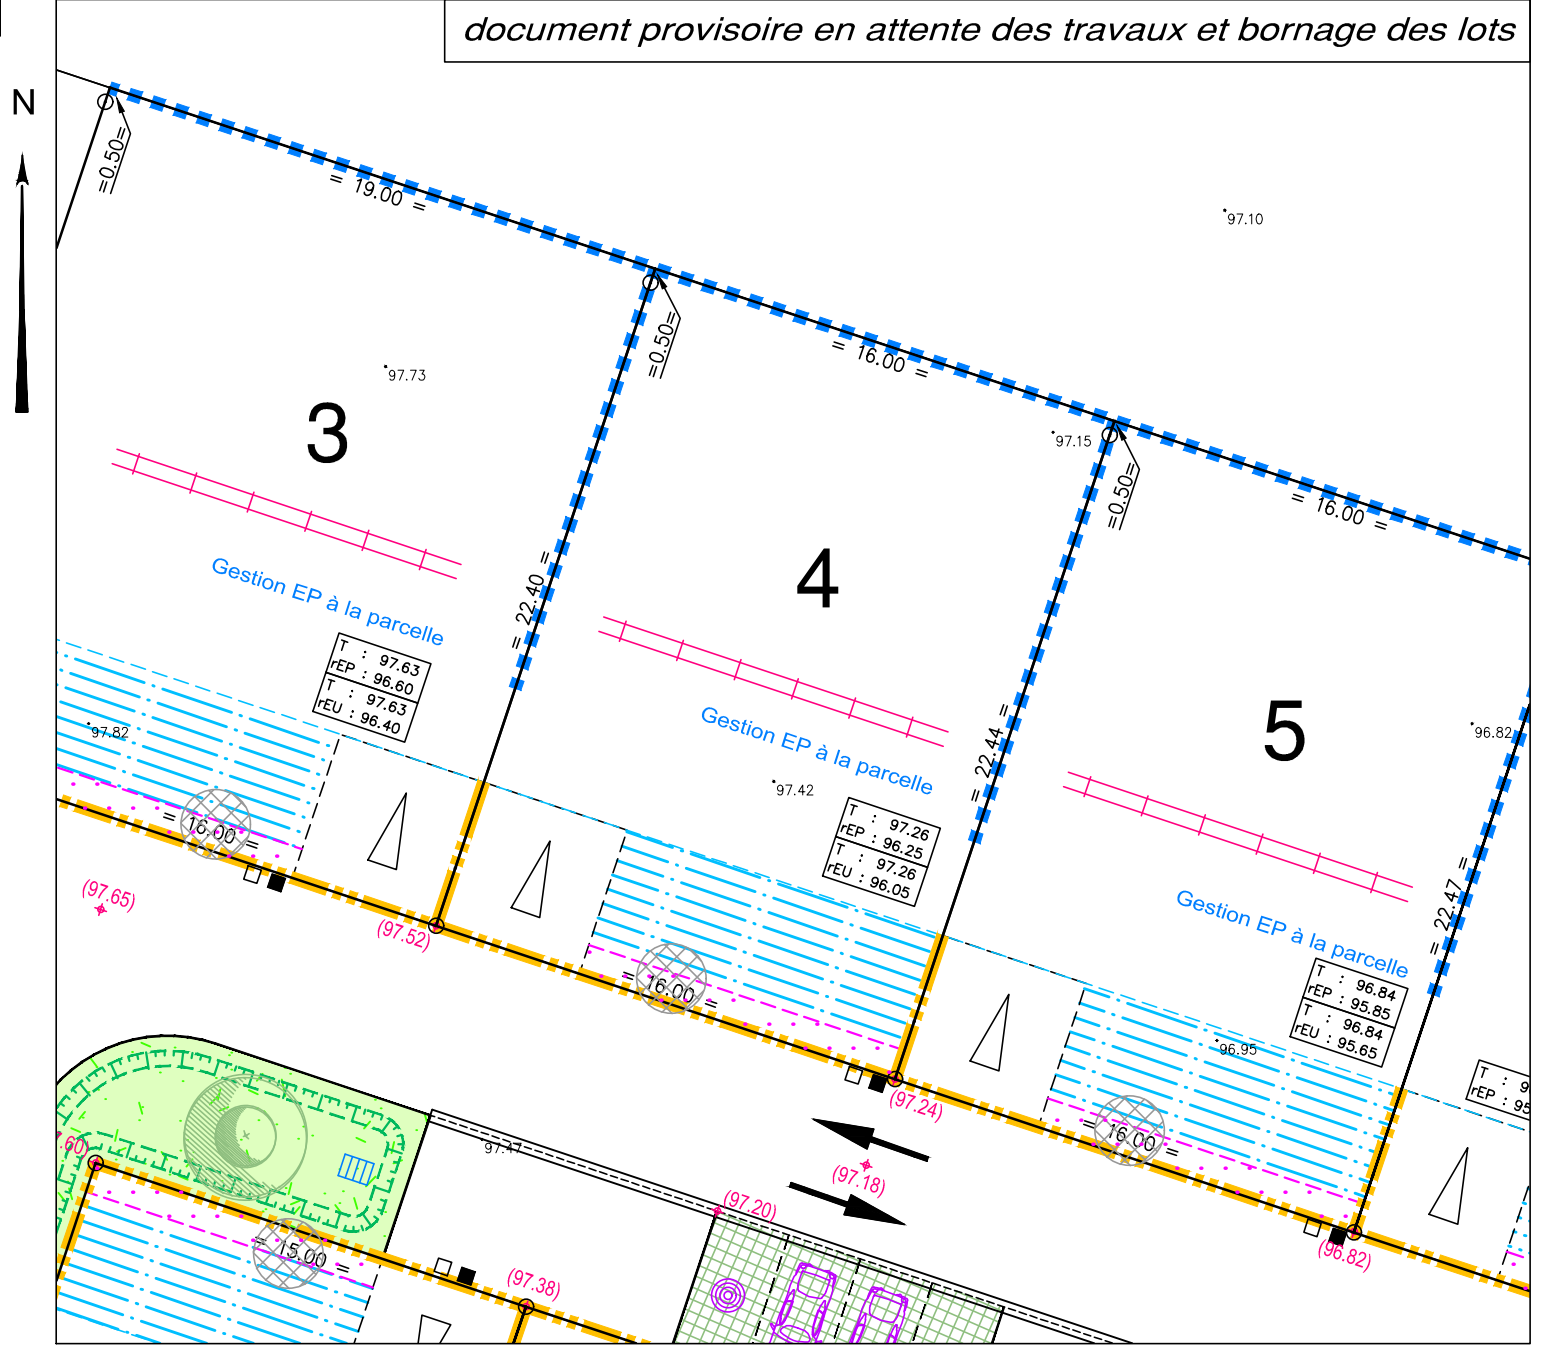 document provisoire en attente des travaux et bornage des lots
N
=0.50=
= 19.00 =
97.10
=0.50=
= 16.00 =
97.73
3
97.15
=0.50=
= 16.00 =
4
= 22.40 =
Gestion EP à la parcelle
T : 97.63
rEP : 96.60
T : 97.63
rEU : 96.40
97.82
= 16.00 =
(97.65)
(97.52)
Gestion EP à la parcelle
= 22.44 =
97.42
T : 97.26
rEP : 96.25
T : 97.26
rEU : 96.05
= 16.00 =
(97.24)
5
96.82
= 22.47 =
Gestion EP à la parcelle
T : 96.84
rEP : 95.85
T : 96.84
rEU : 95.65
96.95
= 16.00 =
T : 9
rEP : 95
(96.82)
60)
97.47
(97.18)
(97.20)
= 15.00 =
(97.38)